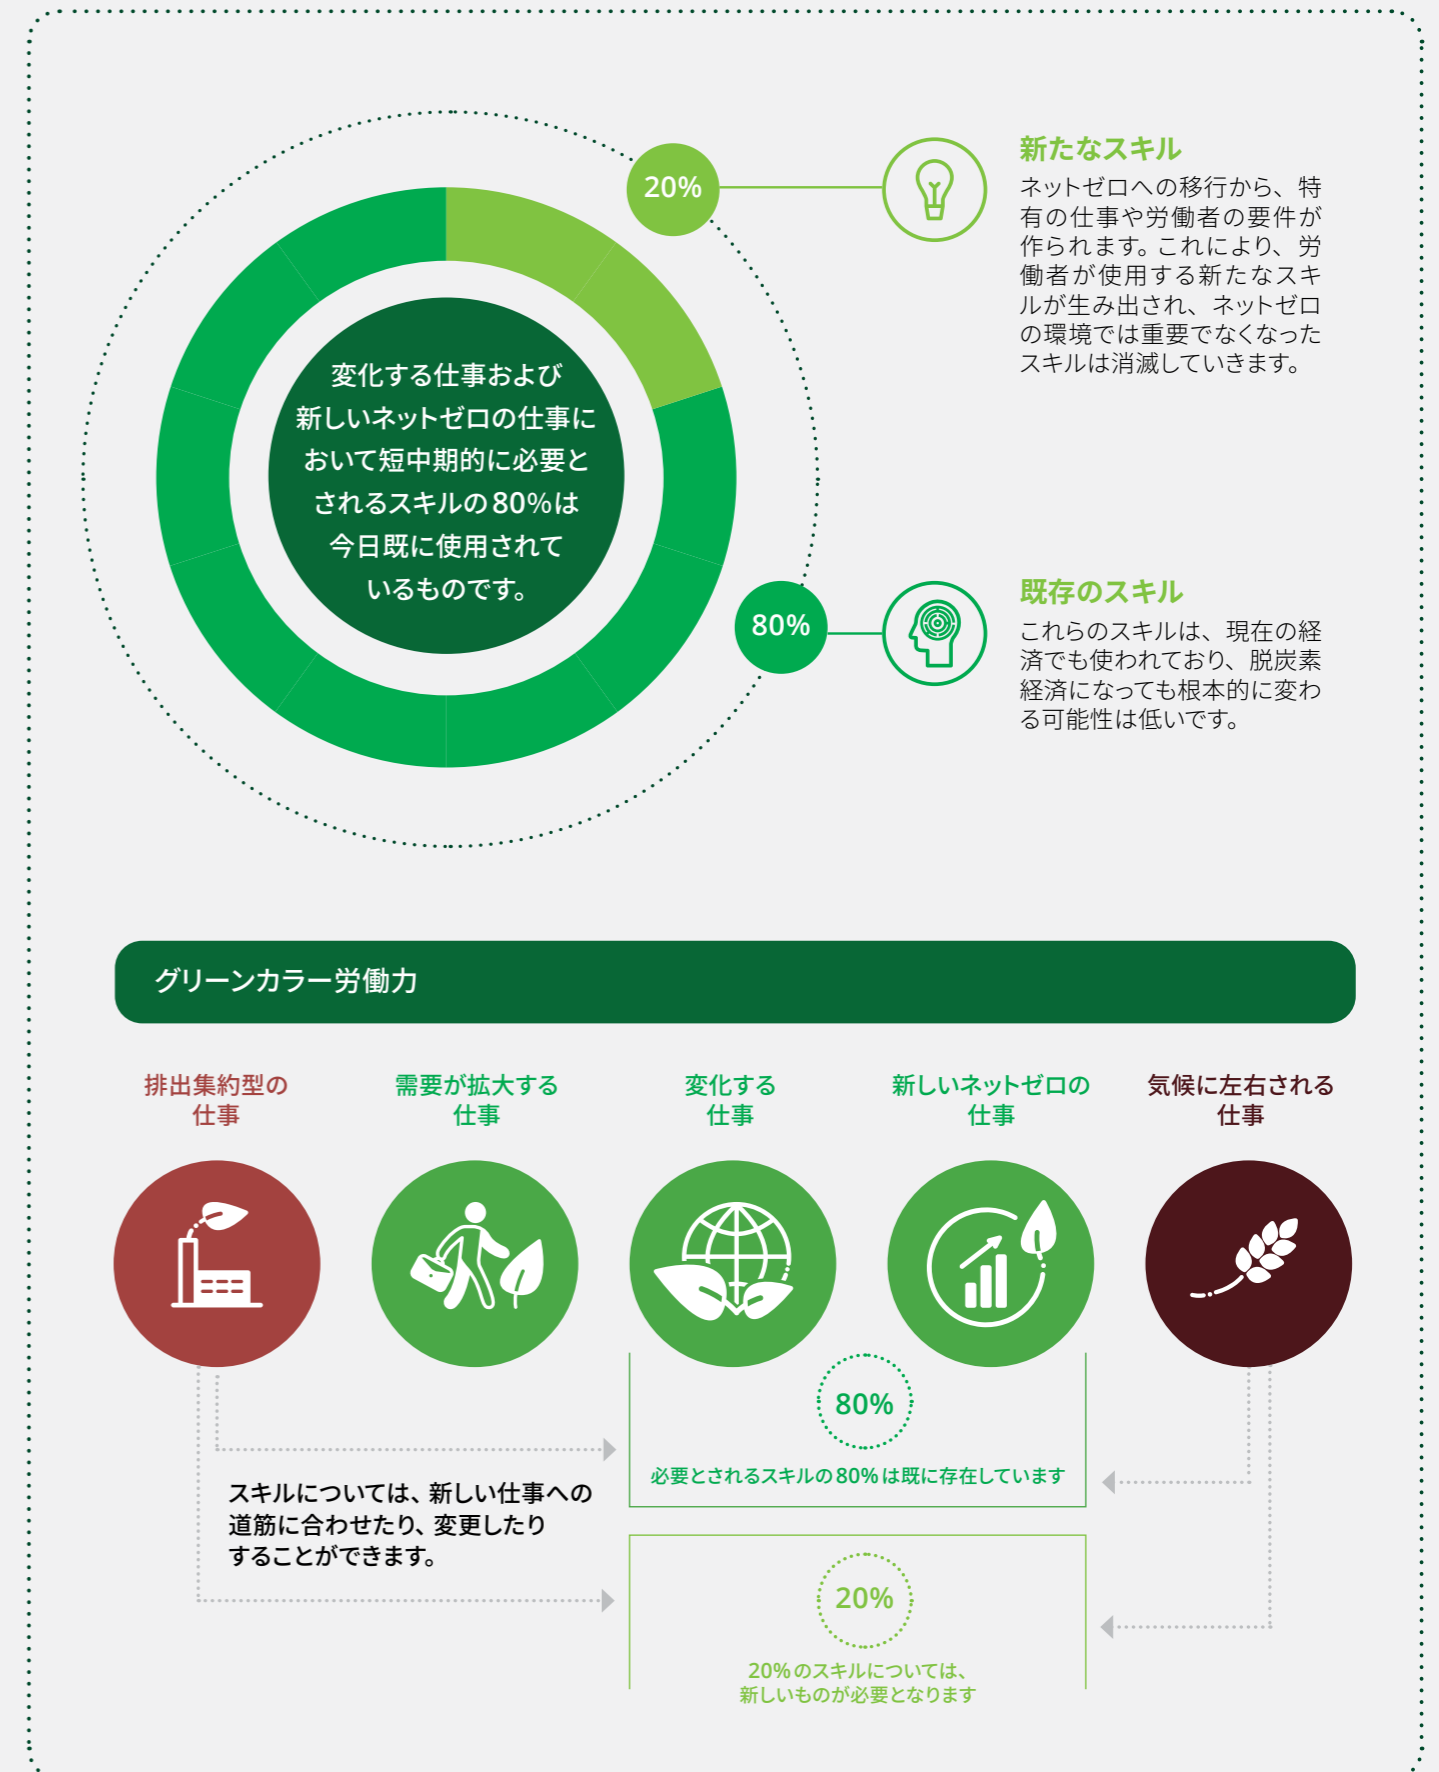 20%
新たなスキル
ネットゼロへの移行から、特
有の仕事や労働者の要件が
作られます。これにより、労
働者が使用する新たなスキ
ルが生み出され、ネットゼロ
の環境では重要でなくなった
スキルは消滅していきます。
変化する仕事および
新しいネットゼロの仕事に
おいて短中期的に必要と
されるスキルの80%は
今日既に使用されて
いるものです。
80%
既存のスキル
これらのスキルは、現在の経
済でも使われており、脱炭素
経済になっても根本的に変わ
る可能性は低いです。
グリーンカラー労働力
排出集約型の
仕事
需要が拡大する
仕事
変化する
仕事
新しいネットゼロの
仕事
気候に左右される
仕事
80%
必要とされるスキルの80%は既に存在しています
スキルについては、新しい仕事への
道筋に合わせたり、変更したり
することができます。
20%
20%のスキルについては、
新しいものが必要となります